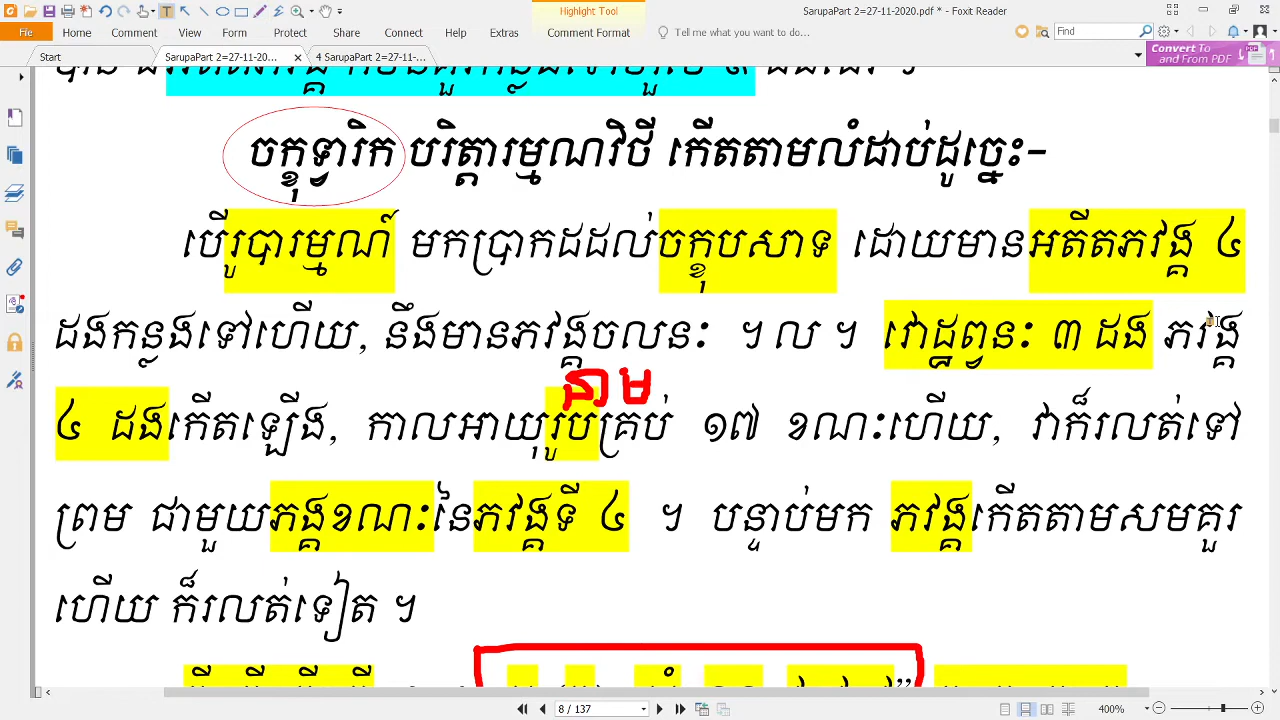 SarupaPart 2=27-11-2020.pdf * - Foxit Reader
Highlight Tool
File Home Comment View Form Protect Connect Help Extras Comment Format Tell me what you want to do... Find
Convert To and From PDF
Start SarupaPart 2=27-11-20... 4 SarupaPart 2=27-11-...
ចក្ខុទ្វារិក បរិត្តារម្មណវិថី កើតតាមលំដាប់ដូច្នេះ-
បើរូបារម្មណ៍ មកប្រាកដដល់ចក្ខុបសាទ ដោយមានអតីតភវង្គ ៤
ដងកន្លងទៅហើយ, នឹងមានភវង្គចលនៈ ។ ល ។ វោដ្ឋព្វនៈ ៣ ដង ភវង្គ
នាម
៤ ដងកើតឡើង, កាលអាយុរូបគ្រប់ ១៧ ខណៈហើយ, វាក៏រលត់ទៅ
ព្រម ជាមួយភង្គខណៈនៃភវង្គទី ៤ ។ បន្ទាប់មក ភវង្គកើតតាមសមគួរ
ហើយ ក៏រលត់ទៀត ។
8 / 137
400%